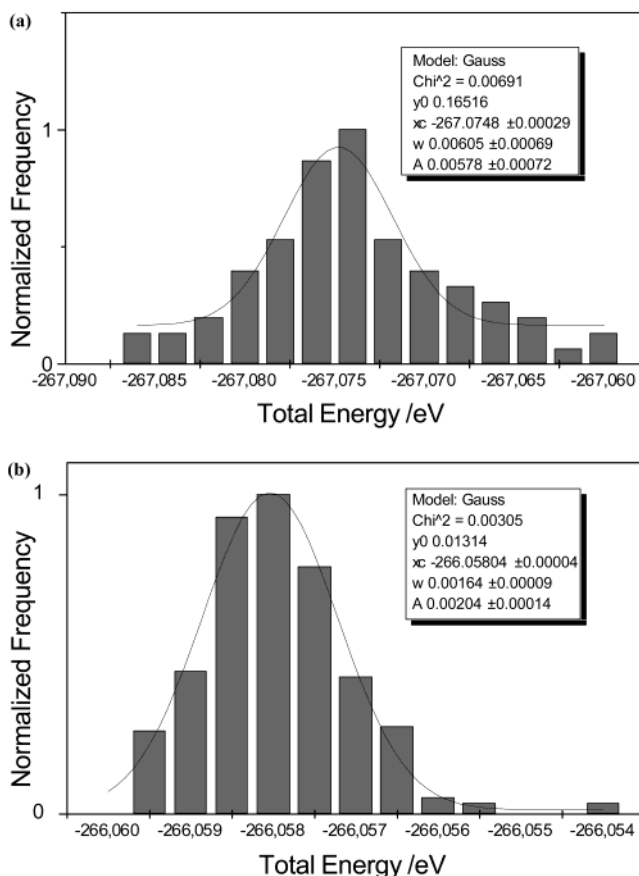 (a)
Normalized Frequency
1
0
Model: Gauss
Chi^2 = 0.00691
y0 0.16516
xc -267.0748 ±0.00029
w 0.00605 ±0.00069
A 0.00578 ±0.00072
-267,090 -267,085 -267,080 -267,075 -267,070 -267,065 -267,060
Total Energy /eV
(b)
Normalized Frequency
1
0
Model: Gauss
Chi^2 = 0.00305
y0 0.01314
xc -266.05804 ±0.00004
w 0.00164 ±0.00009
A 0.00204 ±0.00014
-266,060 -266,059 -266,058 -266,057 -266,056 -266,055 -266,054
Total Energy /eV